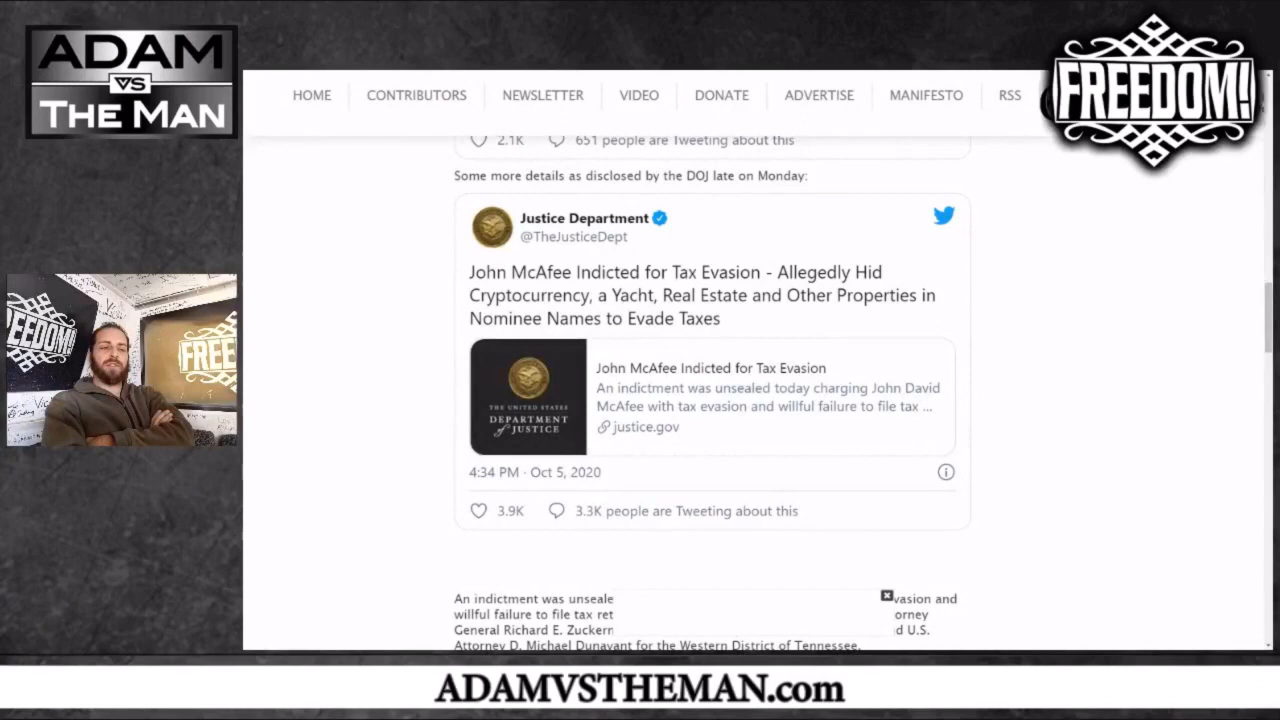 ADAM
VS
THE MAN
FREEDOM!
HOME
CONTRIBUTORS
NEWSLETTER
VIDEO
DONATE
ADVERTISE
MANIFESTO
RSS
2.1K
651 people are Tweeting about this
Some more details as disclosed by the DOJ late on Monday:
Justice Department
@TheJusticeDept
John McAfee Indicted for Tax Evasion - Allegedly Hid
Cryptocurrency, a Yacht, Real Estate and Other Properties in
Nominee Names to Evade Taxes
THE UNITED STATES
DEPARTMENT
of JUSTICE
John McAfee Indicted for Tax Evasion
An indictment was unsealed today charging John David
McAfee with tax evasion and willful failure to file tax ...
justice.gov
4:34 PM · Oct 5, 2020
3.9K
3.3K people are Tweeting about this
FREEDOM!
FREE
An indictment was unseale vasion and
willful failure to file tax ret orney
General Richard E. Zuckern d U.S.
Attorney D. Michael Dunavant for the Western District of Tennessee.
ADAMVSTHEMAN.com